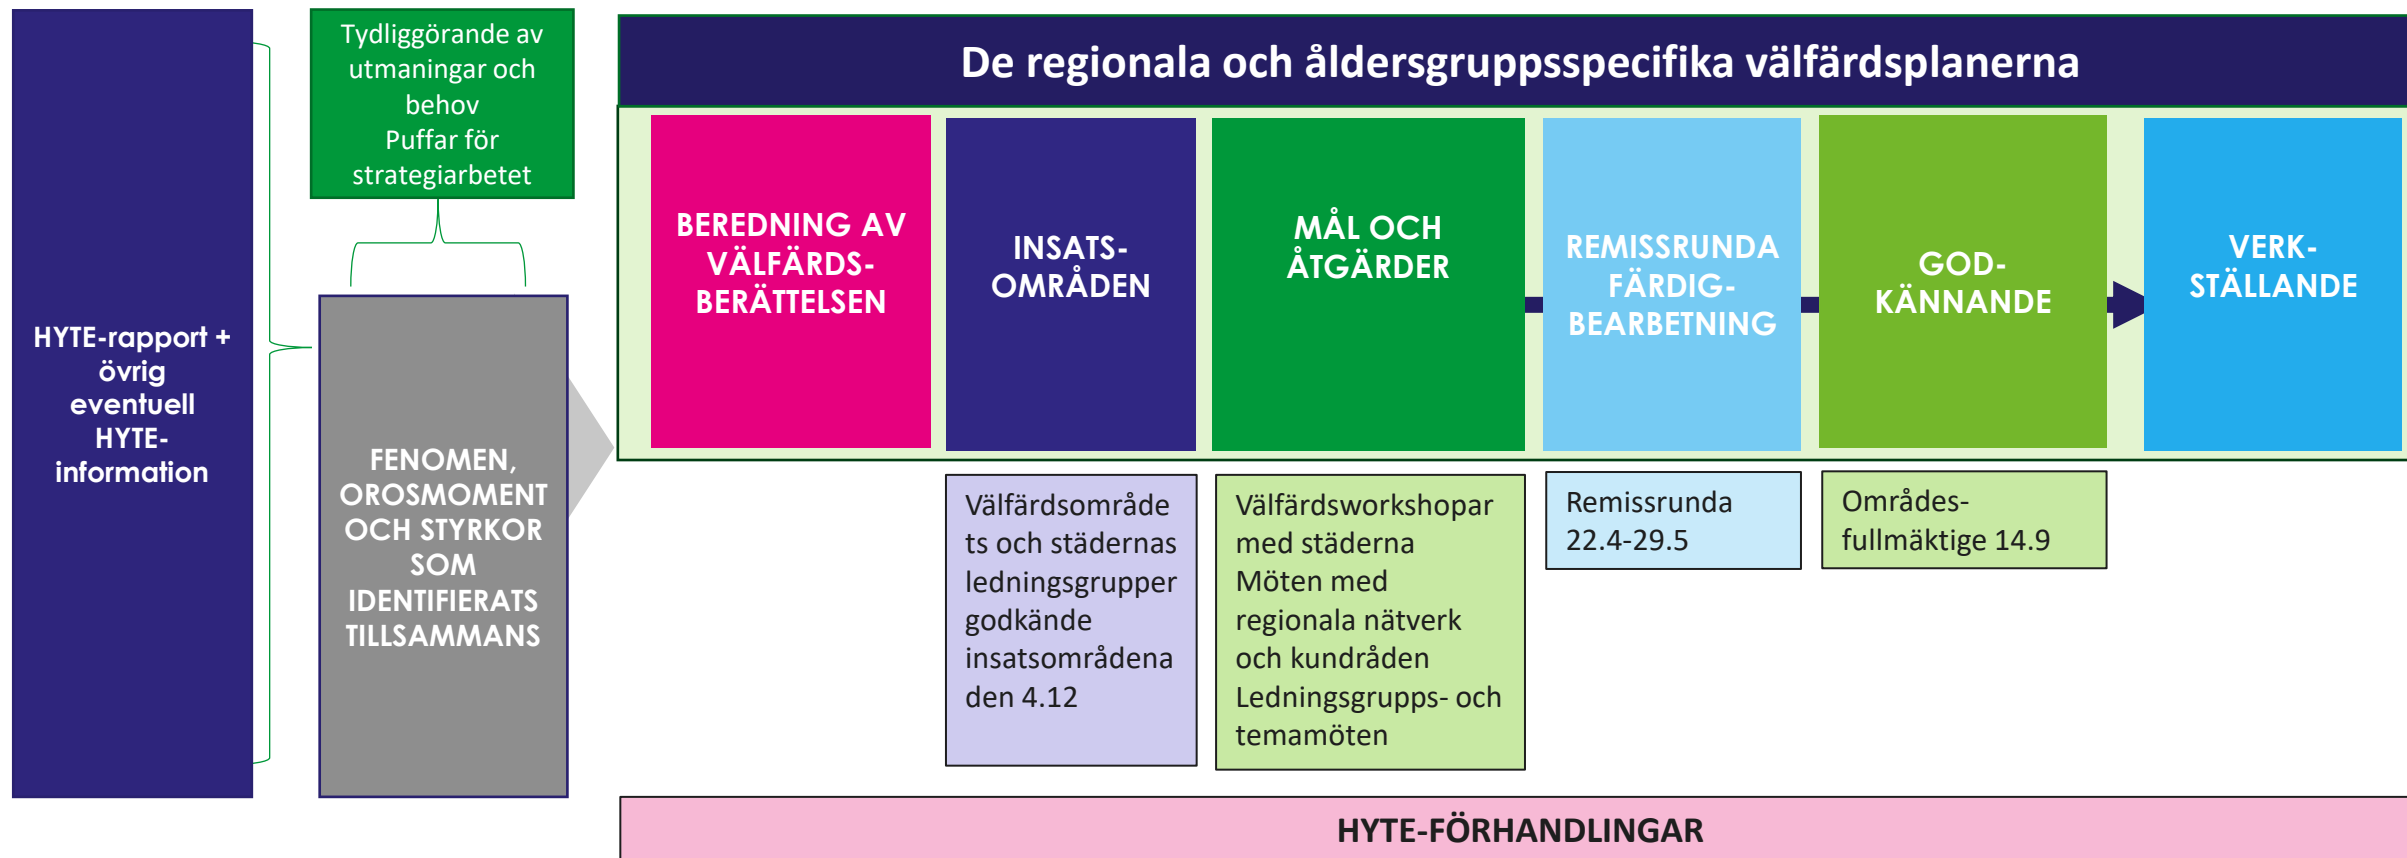 HYTE-rapport +
övrig
eventuell
HYTE-
information
Tydliggörande av
utmaningar och
behov
Puffar för
strategiarbetet
FENOMEN,
OROSMOMENT
OCH STYRKOR
SOM
IDENTIFIERATS
TILLSAMMANS
De regionala och åldersgruppsspecifika välfärdsplanerna
BEREDNING AV
VÄLFÄRDS-
BERÄTTELSEN
INSATS-
OMRÅDEN
MÅL OCH
ÅTGÄRDER
REMISSRUNDA
FÄRDIG-
BEARBETNING
GOD-
KÄNNANDE
VERK-
STÄLLANDE
Välfärdsområde
ts och städernas
ledningsgrupper
godkände
insatsområdena
den 4.12
Välfärdsworkshopar
med städerna
Möten med
regionala nätverk
och kundråden
Ledningsgrupps- och
temamöten
Remissrunda
22.4-29.5
Områdes-
fullmäktige 14.9
HYTE-FÖRHANDLINGAR